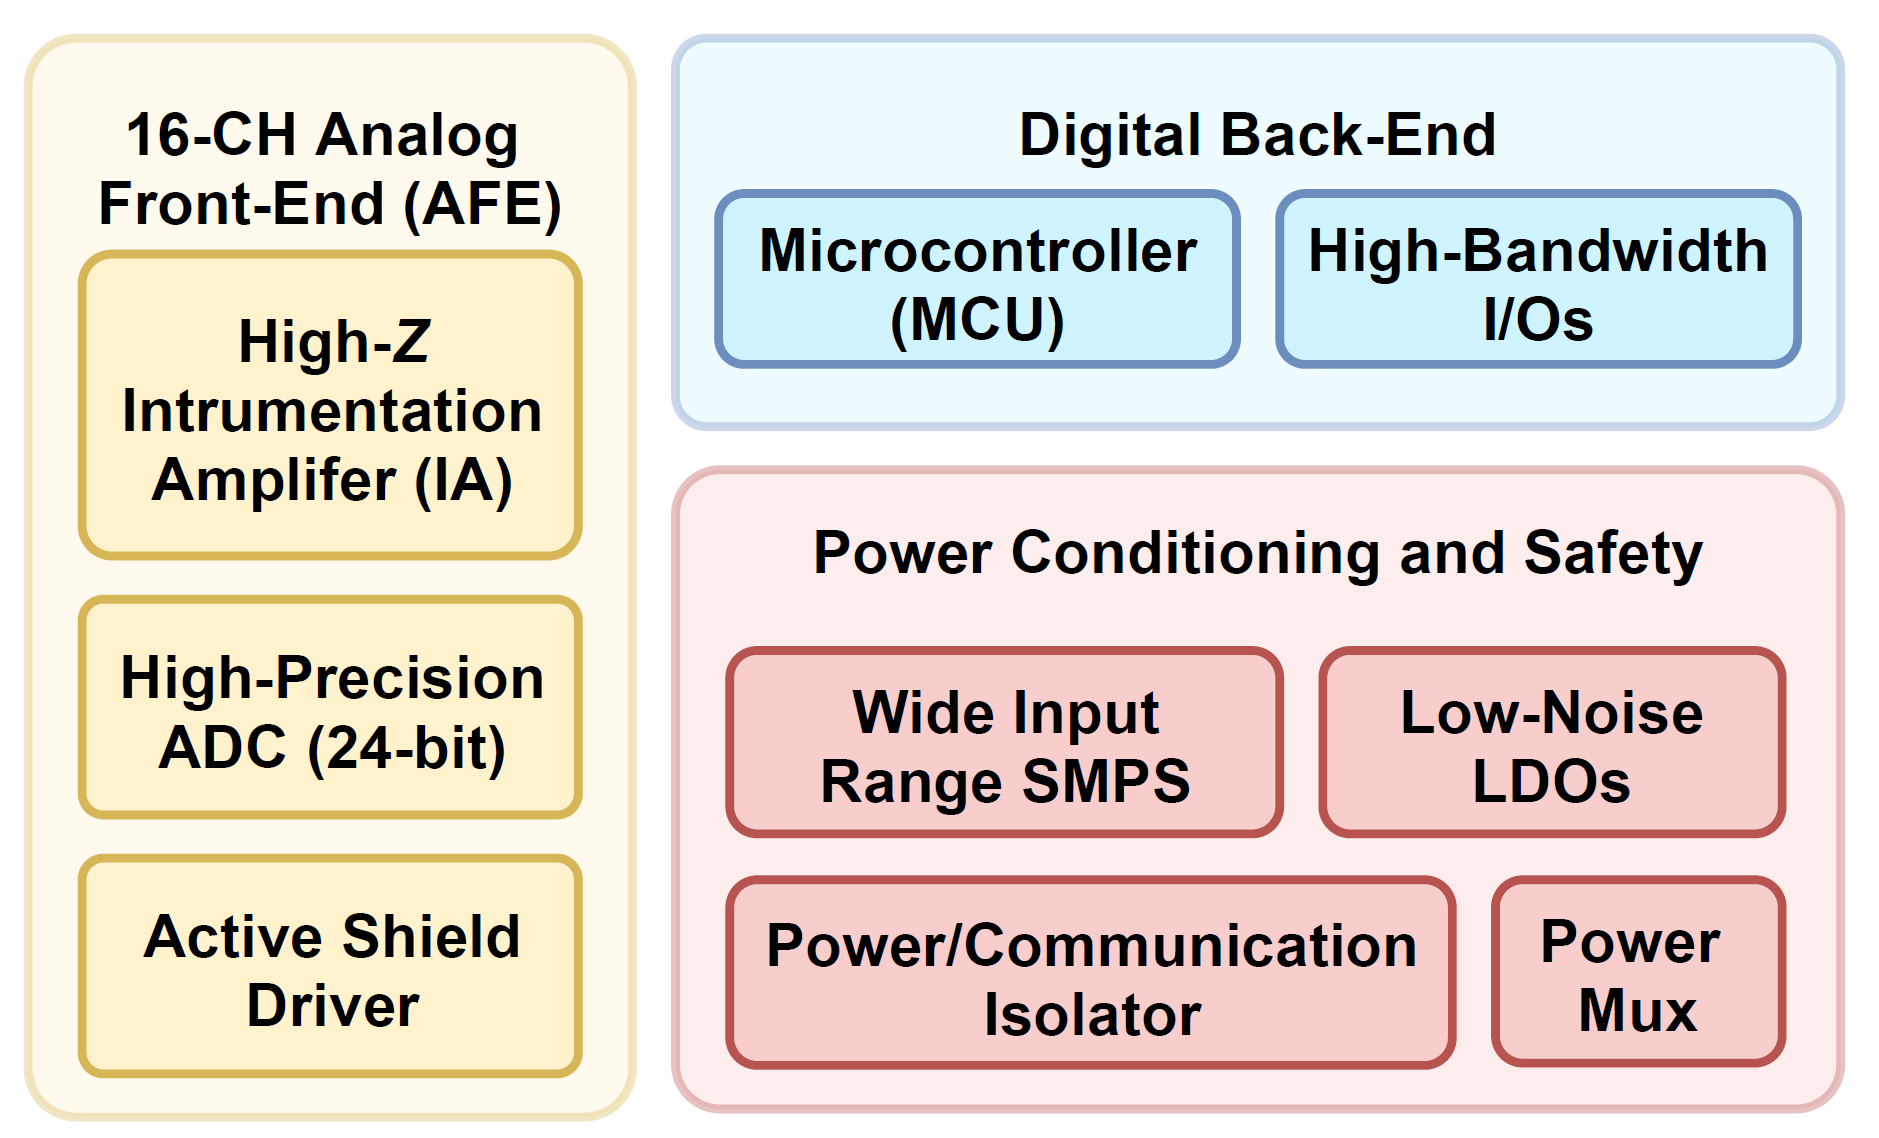 16-CH Analog
Front-End (AFE)
High-Z
Intrumentation
Amplifer (IA)
High-Precision
ADC (24-bit)
Active Shield
Driver
Digital Back-End
Microcontroller
(MCU)
High-Bandwidth
I/Os
Power Conditioning and Safety
Wide Input
Range SMPS
Low-Noise
LDOs
Power/Communication
Isolator
Power
Mux